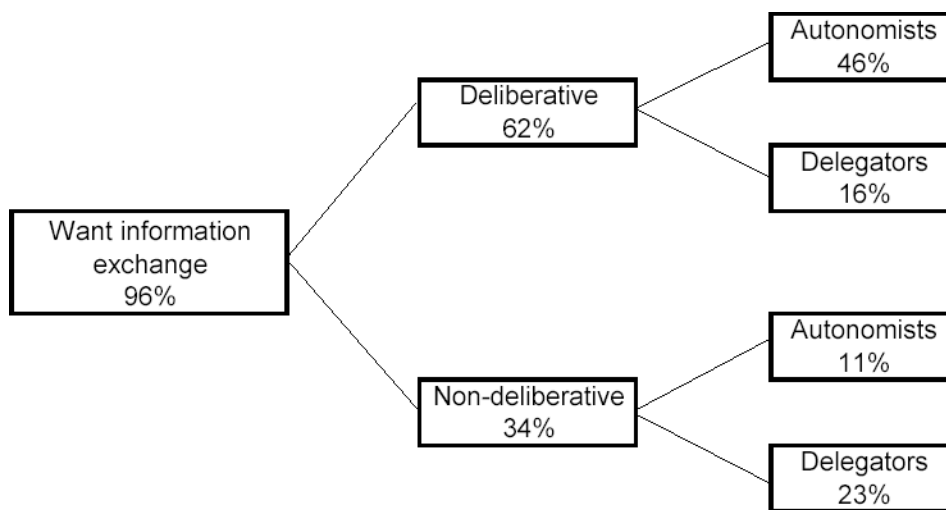 Autonomists
46%
Deliberative
62%
Delegators
16%
Want information
exchange
96%
Autonomists
11%
Non-deliberative
34%
Delegators
23%